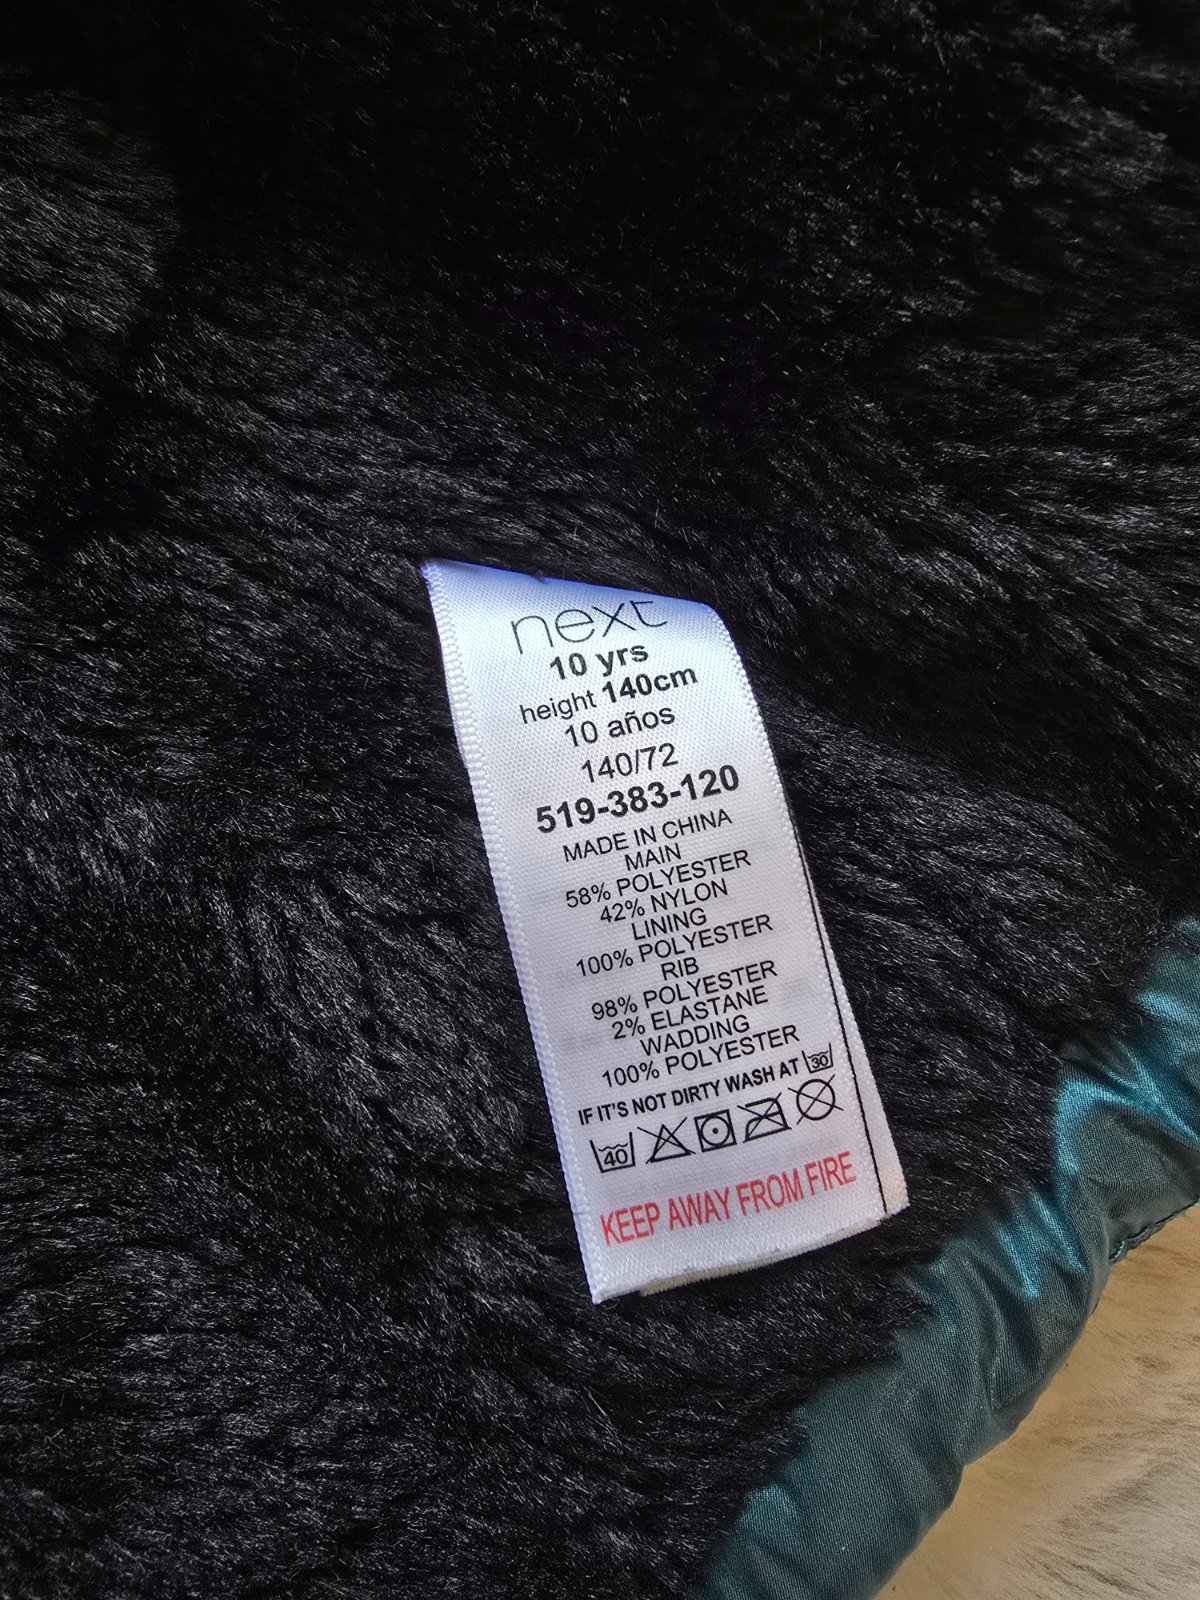 next
10 yrs
height 140cm
10 años
140/72
519-383-120
MADE IN CHINA
MAIN
58% POLYESTER
42% NYLON
LINING
100% POLYESTER
RIB
98% POLYESTER
2% ELASTANE
WADDING
100% POLYESTER
IF IT'S NOT DIRTY WASH AT 30
40
KEEP AWAY FROM FIRE